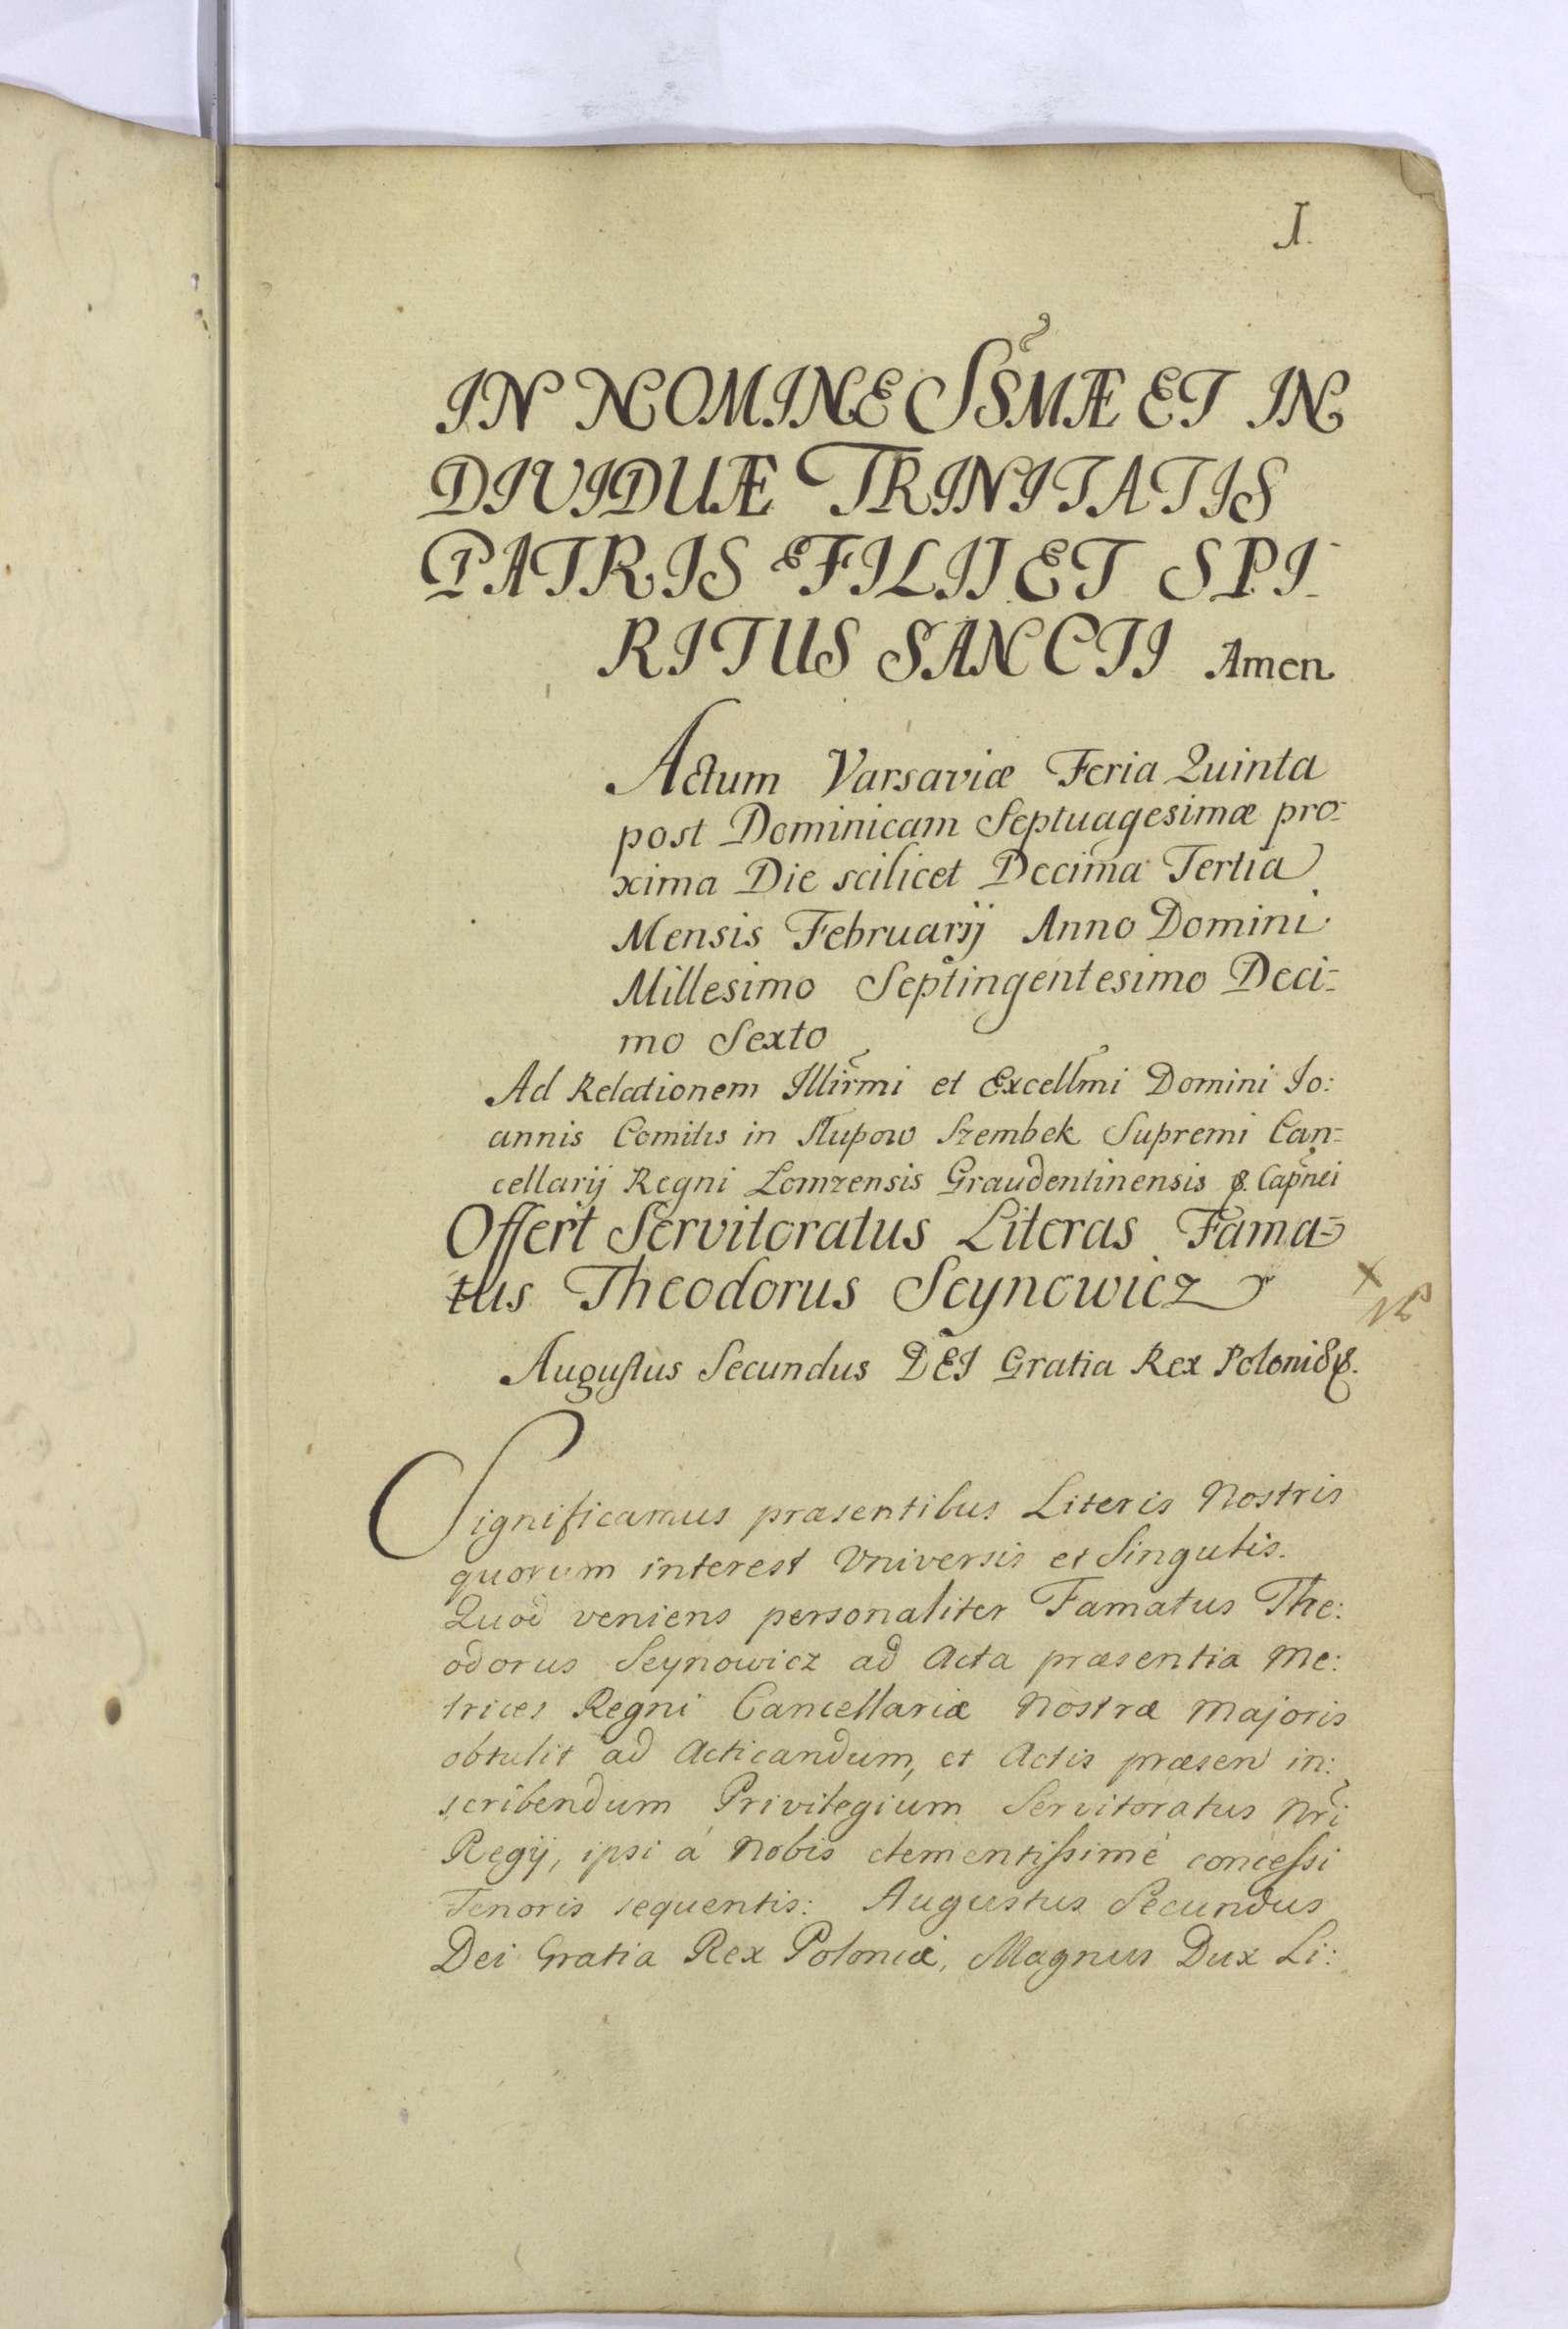 I.
IN NOMINE SSMÆ ET IN
DIVIDUÆ TRINITATIS
PATRIS & FILII ET SPI-
RITUS SANCTI Amen
Actum Varsaviæ Feria Quinta
post Dominicam Septuagesimæ pro-
xima Die scilicet Decima Tertia
Mensis Februarij Anno Domini
Millesimo Septingentesimo Deci-
mo Sexto
Ad Relationem Illirmi et Excellmi Domini Jo:
annis Comitis in Słupow Szembek Supremi Can=
cellarij Regni Lomzensis Graudentinensis &. Capnei
Offert Servitoratus Literas Fama=
tus Theodorus Seynowicz
Augustus Secundus DEI Gratia Rex Poloni
Significamus præsentibus Literis Nostris
quorum interest Universis et Singulis.
Quod veniens personaliter Famatus The:
odorus Seynowicz ad Acta præsentia Me:
trices Regni Cancellariæ Nostræ Majoris
obtulit ad Acticandum, et Actis præsen in:
scribendum Privilegium Servitoratus Nri
Regij, ipsi á Nobis clementissimé concessi
Tenoris sequentis: Augustus Secundus
Dei Gratia Rex Poloniæ, Magnus Dux Li: